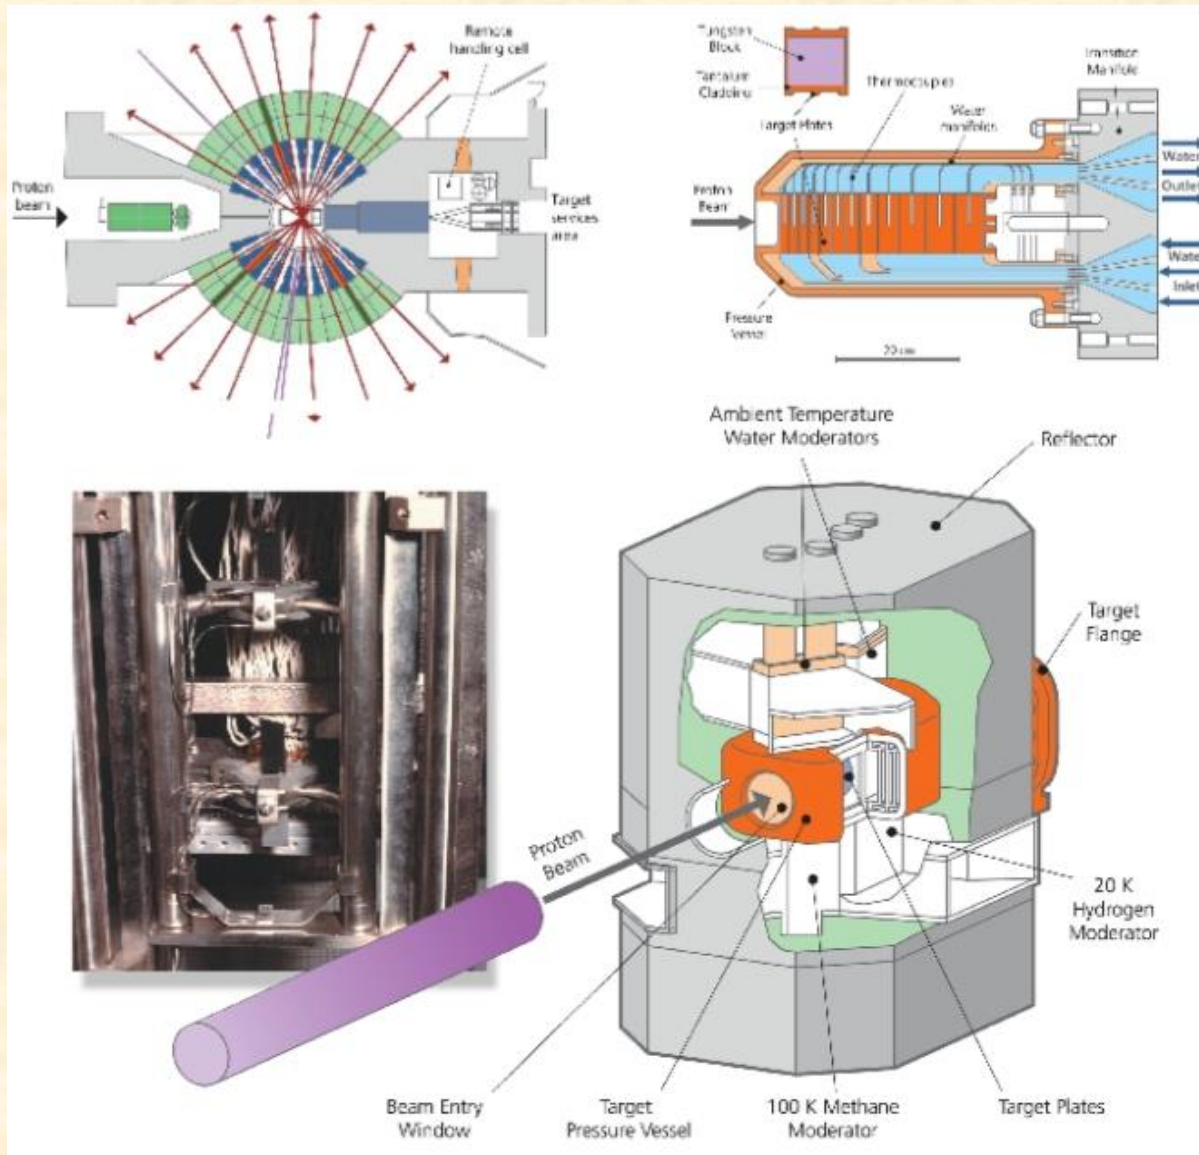 Remote
handling cell
Proton
beam
Target
services
area
Tungsten
Block
Tantalum
Cladding
Target Plates
Thermocouples
Water
manifolds
Transition
Manifold
Proton
Beam
Water
Outlet
Water
Inlet
Pressure
Vessel
20 cm
Ambient Temperature
Water Moderators
Reflector
Target
Flange
Proton
Beam
20 K
Hydrogen
Moderator
Beam Entry
Window
Target
Pressure Vessel
100 K Methane
Moderator
Target Plates